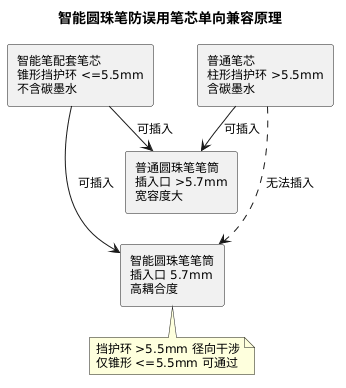 智能圆珠笔防误用笔芯单向兼容原理
智能笔配套笔芯
锥形挡护环 <=5.5mm
不含碳墨水
普通笔芯
柱形挡护环 >5.5mm
含碳墨水
可插入
可插入
普通圆珠笔笔筒
插入口 >5.7mm
宽容度大
可插入
无法插入
智能圆珠笔笔筒
插入口 5.7mm
高耦合度
挡护环 >5.5mm 径向干涉
仅锥形 <=5.5mm 可通过